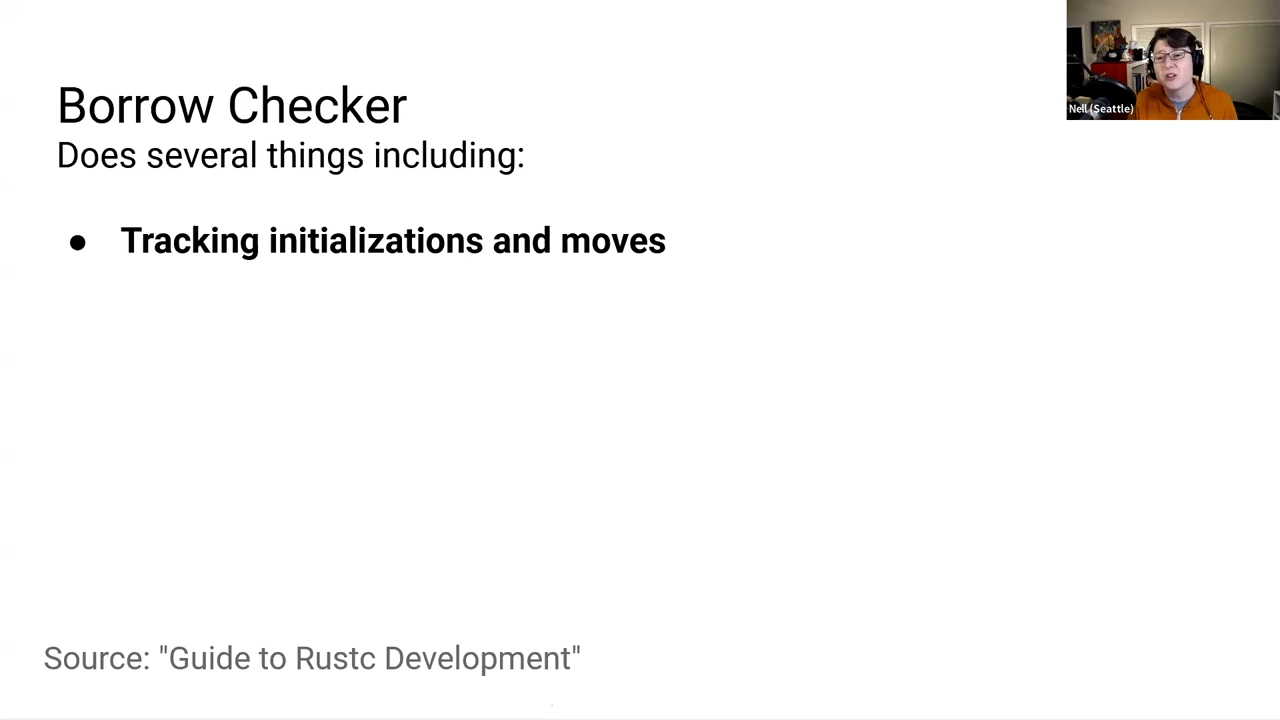 Borrow Checker
Does several things including:
● Tracking initializations and moves
Source: "Guide to Rustc Development"
Nell (Seattle)